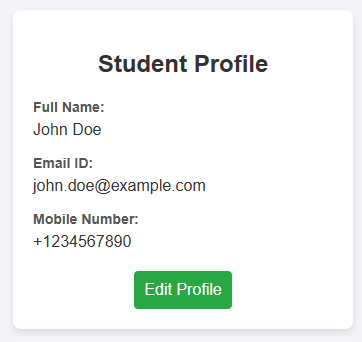 Student Profile
Full Name:
John Doe
Email ID:
john.doe@example.com
Mobile Number:
+1234567890
Edit Profile